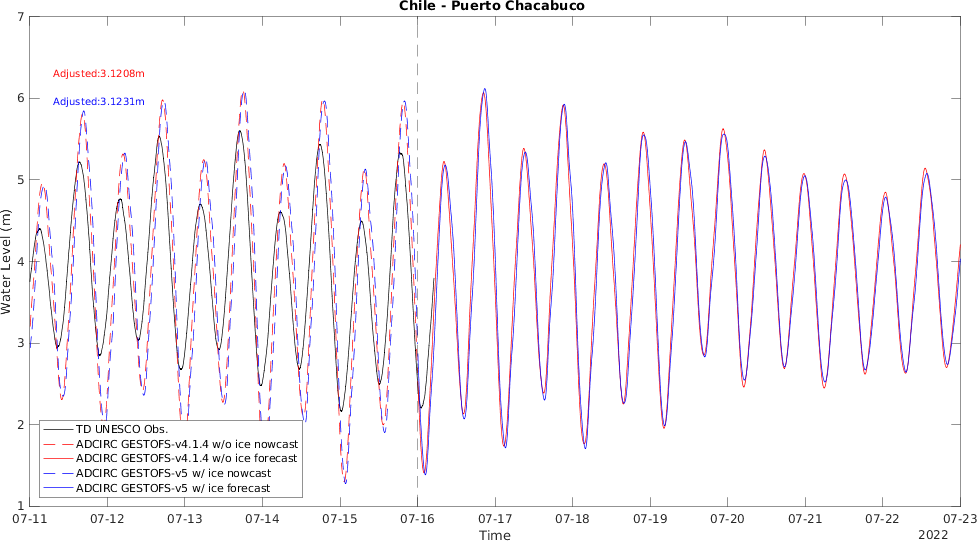 Chile - Puerto Chacabuco
7
Adjusted:3.1208m
6
Adjusted:3.1231m
5
Water Level (m)
4
3
2
TD UNESCO Obs.
ADCIRC GESTOFS-v4.1.4 w/o ice nowcast
ADCIRC GESTOFS-v4.1.4 w/o ice forecast
ADCIRC GESTOFS-v5 w/ ice nowcast
ADCIRC GESTOFS-v5 w/ ice forecast
1
07-11 07-12 07-13 07-14 07-15 07-16 07-17 07-18 07-19 07-20 07-21 07-22 07-23
Time
2022